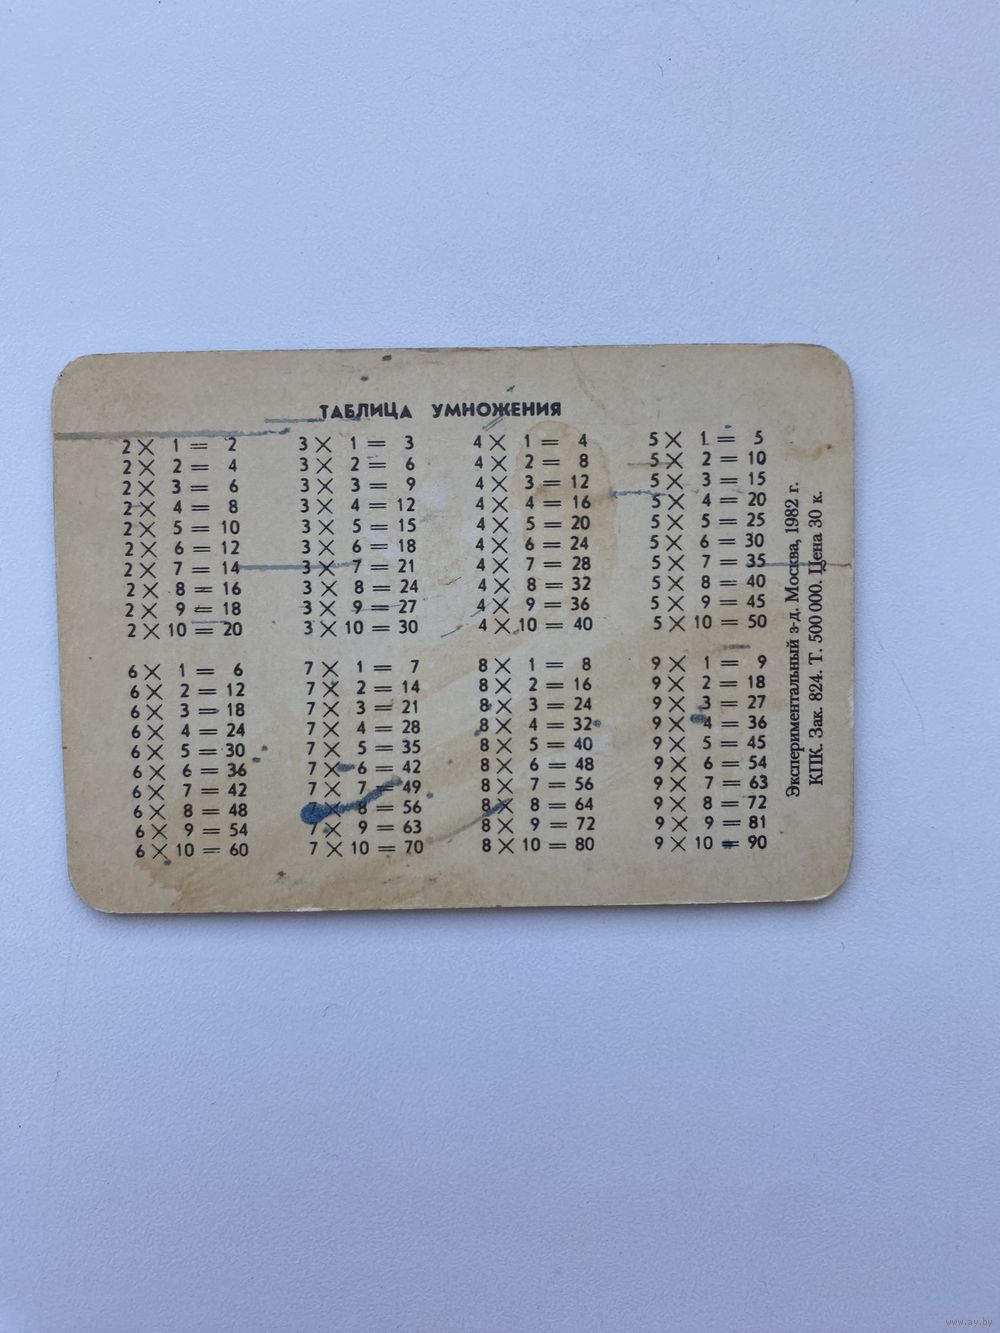 ТАБЛИЦА УМНОЖЕНИЯ
2 × 1 = 2
2 × 2 = 4
2 × 3 = 6
2 × 4 = 8
2 × 5 = 10
2 × 6 = 12
2 × 7 = 14
2 × 8 = 16
2 × 9 = 18
2 × 10 = 20
3 × 1 = 3
3 × 2 = 6
3 × 3 = 9
3 × 4 = 12
3 × 5 = 15
3 × 6 = 18
3 × 7 = 21
3 × 8 = 24
3 × 9 = 27
3 × 10 = 30
4 × 1 = 4
4 × 2 = 8
4 × 3 = 12
4 × 4 = 16
4 × 5 = 20
4 × 6 = 24
4 × 7 = 28
4 × 8 = 32
4 × 9 = 36
4 × 10 = 40
5 × 1 = 5
5 × 2 = 10
5 × 3 = 15
5 × 4 = 20
5 × 5 = 25
5 × 6 = 30
5 × 7 = 35
5 × 8 = 40
5 × 9 = 45
5 × 10 = 50
6 × 1 = 6
6 × 2 = 12
6 × 3 = 18
6 × 4 = 24
6 × 5 = 30
6 × 6 = 36
6 × 7 = 42
6 × 8 = 48
6 × 9 = 54
6 × 10 = 60
7 × 1 = 7
7 × 2 = 14
7 × 3 = 21
7 × 4 = 28
7 × 5 = 35
7 × 6 = 42
7 × 7 = 49
7 × 8 = 56
7 × 9 = 63
7 × 10 = 70
8 × 1 = 8
8 × 2 = 16
8 × 3 = 24
8 × 4 = 32
8 × 5 = 40
8 × 6 = 48
8 × 7 = 56
8 × 8 = 64
8 × 9 = 72
8 × 10 = 80
9 × 1 = 9
9 × 2 = 18
9 × 3 = 27
9 × 4 = 36
9 × 5 = 45
9 × 6 = 54
9 × 7 = 63
9 × 8 = 72
9 × 9 = 81
9 × 10 = 90
Экспериментальный з-д. Москва, 1982 г.
КПК. Зак. 824. Т. 500 000. Цена 30 к.
www.ay.by